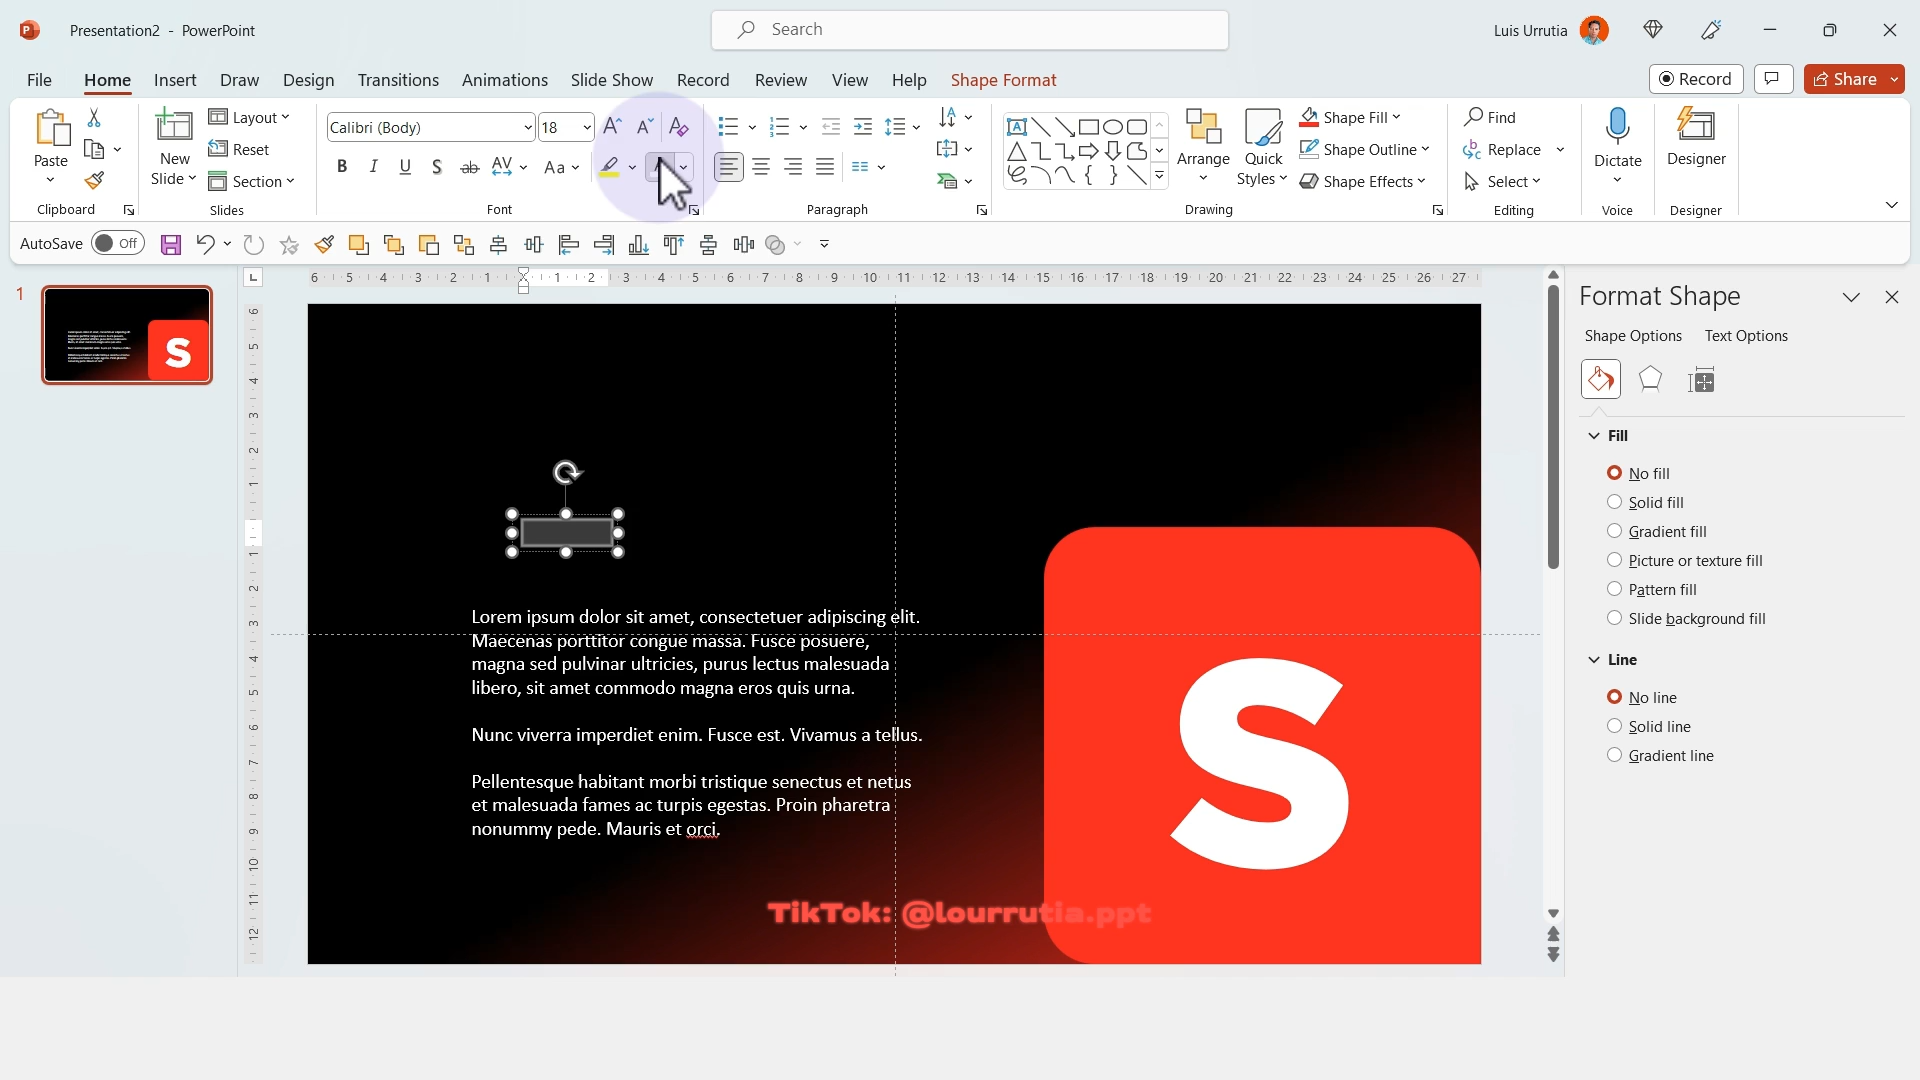 Presentation2 - PowerPoint
Search
Luis Urrutia
File Home Insert Draw Design Transitions Animations Slide Show Record Review View Help Shape Format
Record
Share
Paste
Clipboard
New
Slide
Layout
Reset
Section
Slides
Calibri (Body)
18
Font
Paragraph
Arrange
Quick
Styles
Shape Fill
Shape Outline
Shape Effects
Drawing
Find
Replace
Select
Editing
Dictate
Voice
Designer
Designer
AutoSave Off
1
Lorem ipsum dolor sit amet, consectetuer adipiscing elit.
Maecenas porttitor congue massa. Fusce posuere,
magna sed pulvinar ultricies, purus lectus malesuada
libero, sit amet commodo magna eros quis urna.
Nunc viverra imperdiet enim. Fusce est. Vivamus a tellus.
Pellentesque habitant morbi tristique senectus et netus
et malesuada fames ac turpis egestas. Proin pharetra
nonummy pede. Mauris et orci.
S
TikTok: @lourrutia.ppt
Format Shape
Shape Options Text Options
Fill
No fill
Solid fill
Gradient fill
Picture or texture fill
Pattern fill
Slide background fill
Line
No line
Solid line
Gradient line